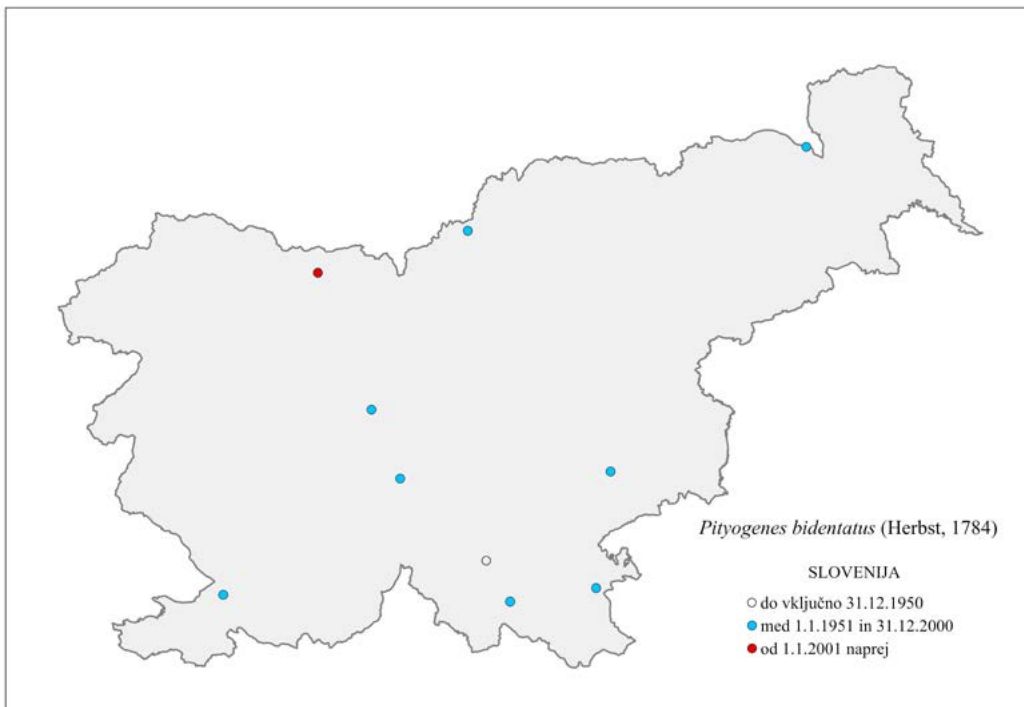 Pityogenes bidentatus (Herbst, 1784)
SLOVENIJA
do vključno 31.12.1950
med 1.1.1951 in 31.12.2000
od 1.1.2001 naprej